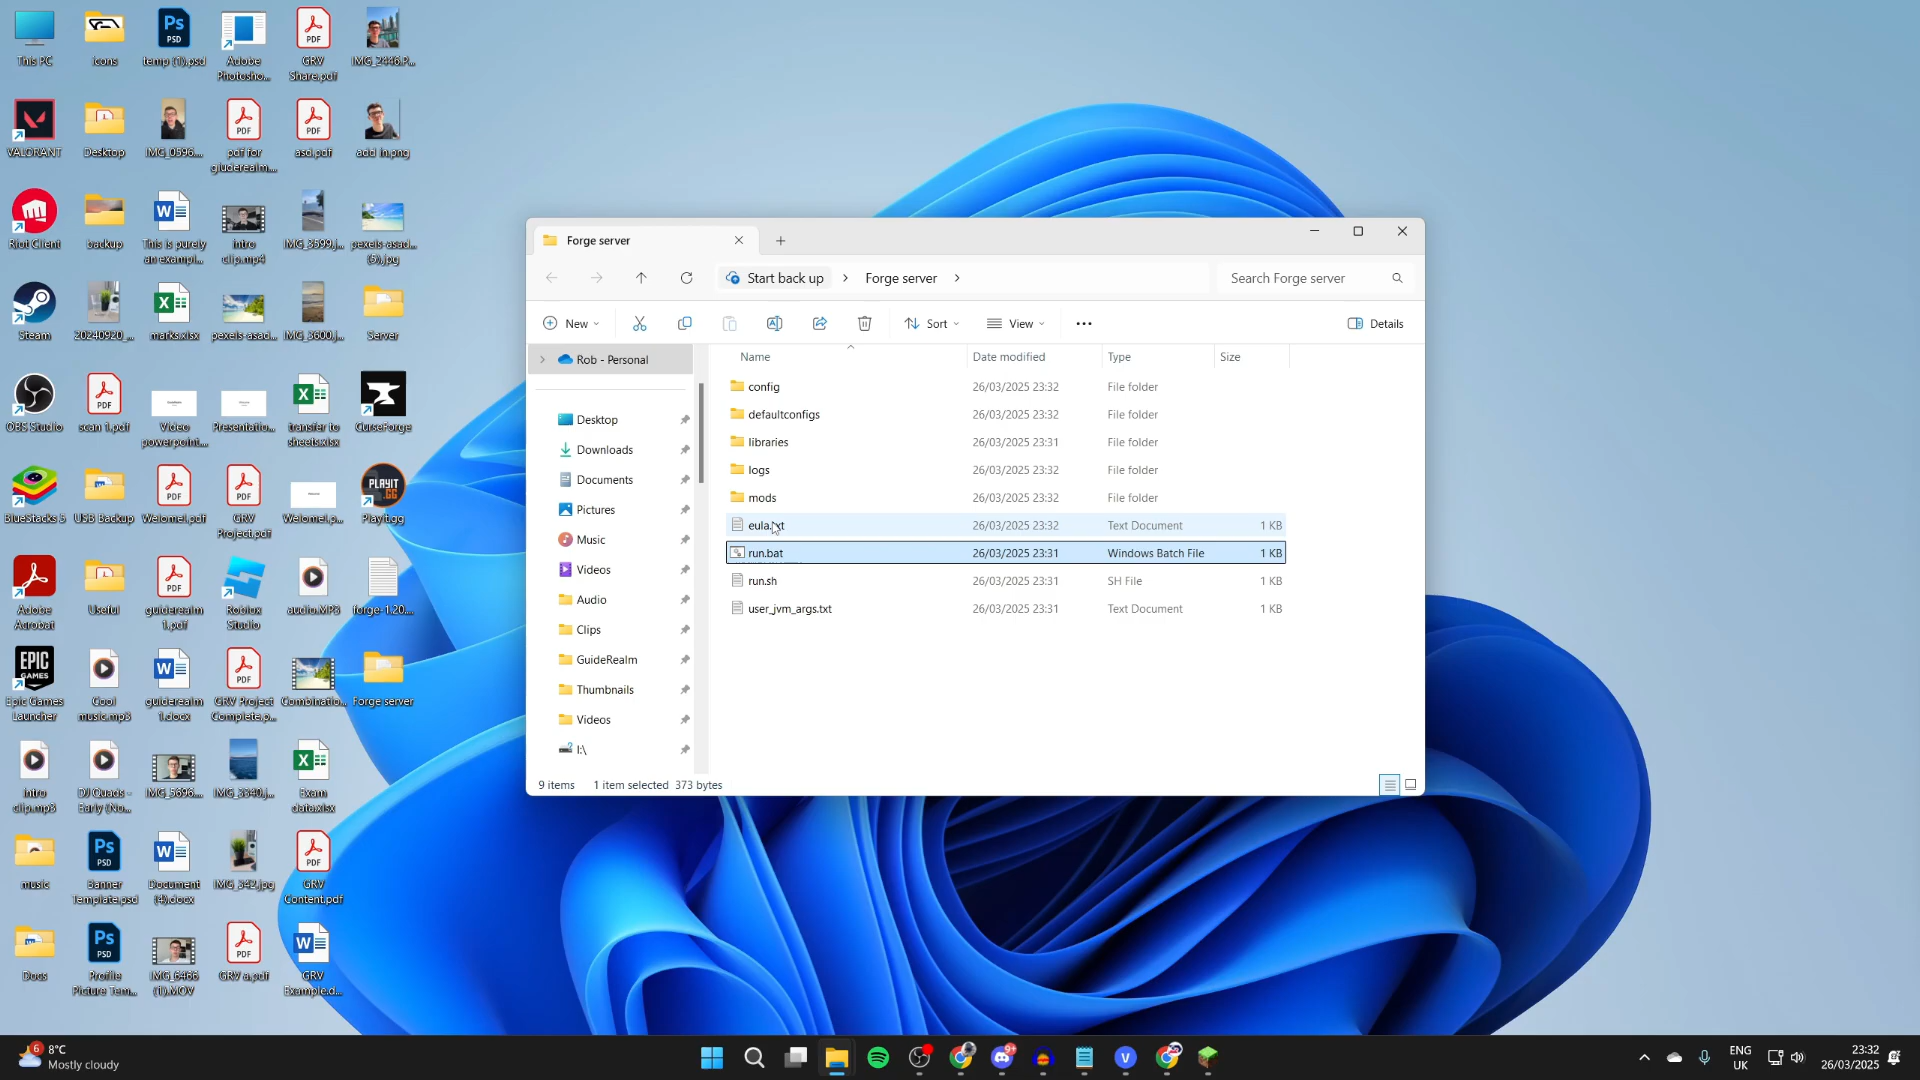 This PC
icons
temp (1).psd
Adobe
Photosho...
GRV
Share.pdf
IMG_2446.P...
VALORANT
Desktop
IMG_0596....
pdf for
giuderealm...
asd.pdf
add in.png
Riot Client
backup
This is purely
an exampl...
intro
clip.mp4
IMG_3599.j...
pexels-asad...
(5).jpg
Steam
20240920_...
marks.xlsx
pexels-asad...
IMG_3600.j...
Server
OBS Studio
scan 1.pdf
Video
powerpoint...
Presentatio...
transfer to
sheets.xlsx
CurseForge
BlueStacks 5
USB Backup
Welome!.pdf
GRV
Project.pdf
Welome!.p...
Playit.gg
Adobe
Acrobat
Useful
guiderealm
1.pdf
Roblox
Studio
audio.MP3
forge-1.20....
Epic Games
Launcher
Cool
music.mp3
guiderealm
1.docx
GRV Project
Complete.p...
Combinatio...
Forge server
intro
clip.mp3
DJ Quads -
Early (No...
IMG_3340.j...
Exam
data.xlsx
music
Banner
Template.psd
Document
(4).docx
IMG_342.jpg
GRV
Content.pdf
Docs
Profile
Picture Tem...
IMG_6466
(1).MOV
GRV a.pdf
GRV
Example.d...
Forge server
Start back up
Forge server
Search Forge server
New
Sort
View
Details
Rob - Personal
Desktop
Downloads
Documents
Pictures
Music
Videos
Audio
Clips
GuideRealm
Thumbnails
Videos
I:\
Name Date modified Type Size
config 26/03/2025 23:32 File folder
defaultconfigs 26/03/2025 23:32 File folder
libraries 26/03/2025 23:31 File folder
logs 26/03/2025 23:32 File folder
mods 26/03/2025 23:32 File folder
eula.txt 26/03/2025 23:32 Text Document 1 KB
run.bat 26/03/2025 23:31 Windows Batch File 1 KB
run.sh 26/03/2025 23:31 SH File 1 KB
user_jvm_args.txt 26/03/2025 23:31 Text Document 1 KB
9 items 1 item selected 373 bytes
8°C
Mostly cloudy
ENG
UK
23:32
26/03/2025